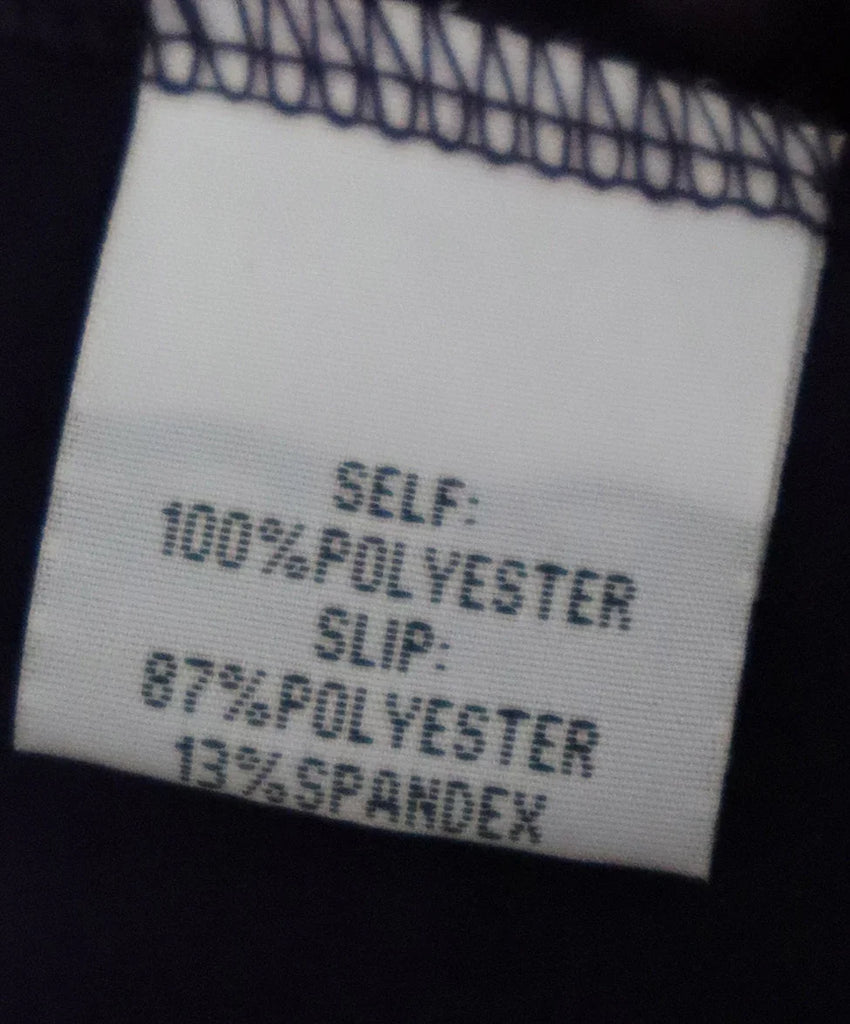 SELF:
100%POLYESTER
SLIP:
87%POLYESTER
13%SPANDEX